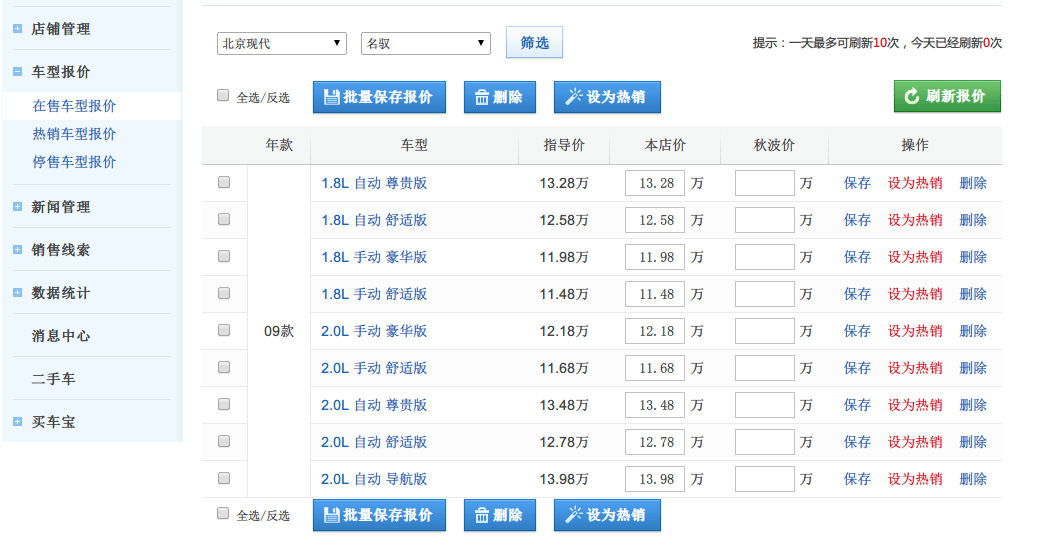 店铺管理
车型报价
在售车型报价
热销车型报价
停售车型报价
新闻管理
销售线索
数据统计
消息中心
二手车
买车宝
北京现代 名驭 筛选 提示：一天最多可刷新10次，今天已经刷新0次
全选/反选 批量保存报价 删除 设为热销 刷新报价
年款 车型 指导价 本店价 秋波价 操作
1.8L 自动 尊贵版 13.28万 13.28 万 万 保存 设为热销 删除
1.8L 自动 舒适版 12.58万 12.58 万 万 保存 设为热销 删除
1.8L 手动 豪华版 11.98万 11.98 万 万 保存 设为热销 删除
1.8L 手动 舒适版 11.48万 11.48 万 万 保存 设为热销 删除
09款 2.0L 手动 豪华版 12.18万 12.18 万 万 保存 设为热销 删除
2.0L 手动 舒适版 11.68万 11.68 万 万 保存 设为热销 删除
2.0L 自动 尊贵版 13.48万 13.48 万 万 保存 设为热销 删除
2.0L 自动 舒适版 12.78万 12.78 万 万 保存 设为热销 删除
2.0L 自动 导航版 13.98万 13.98 万 万 保存 设为热销 删除
全选/反选 批量保存报价 删除 设为热销